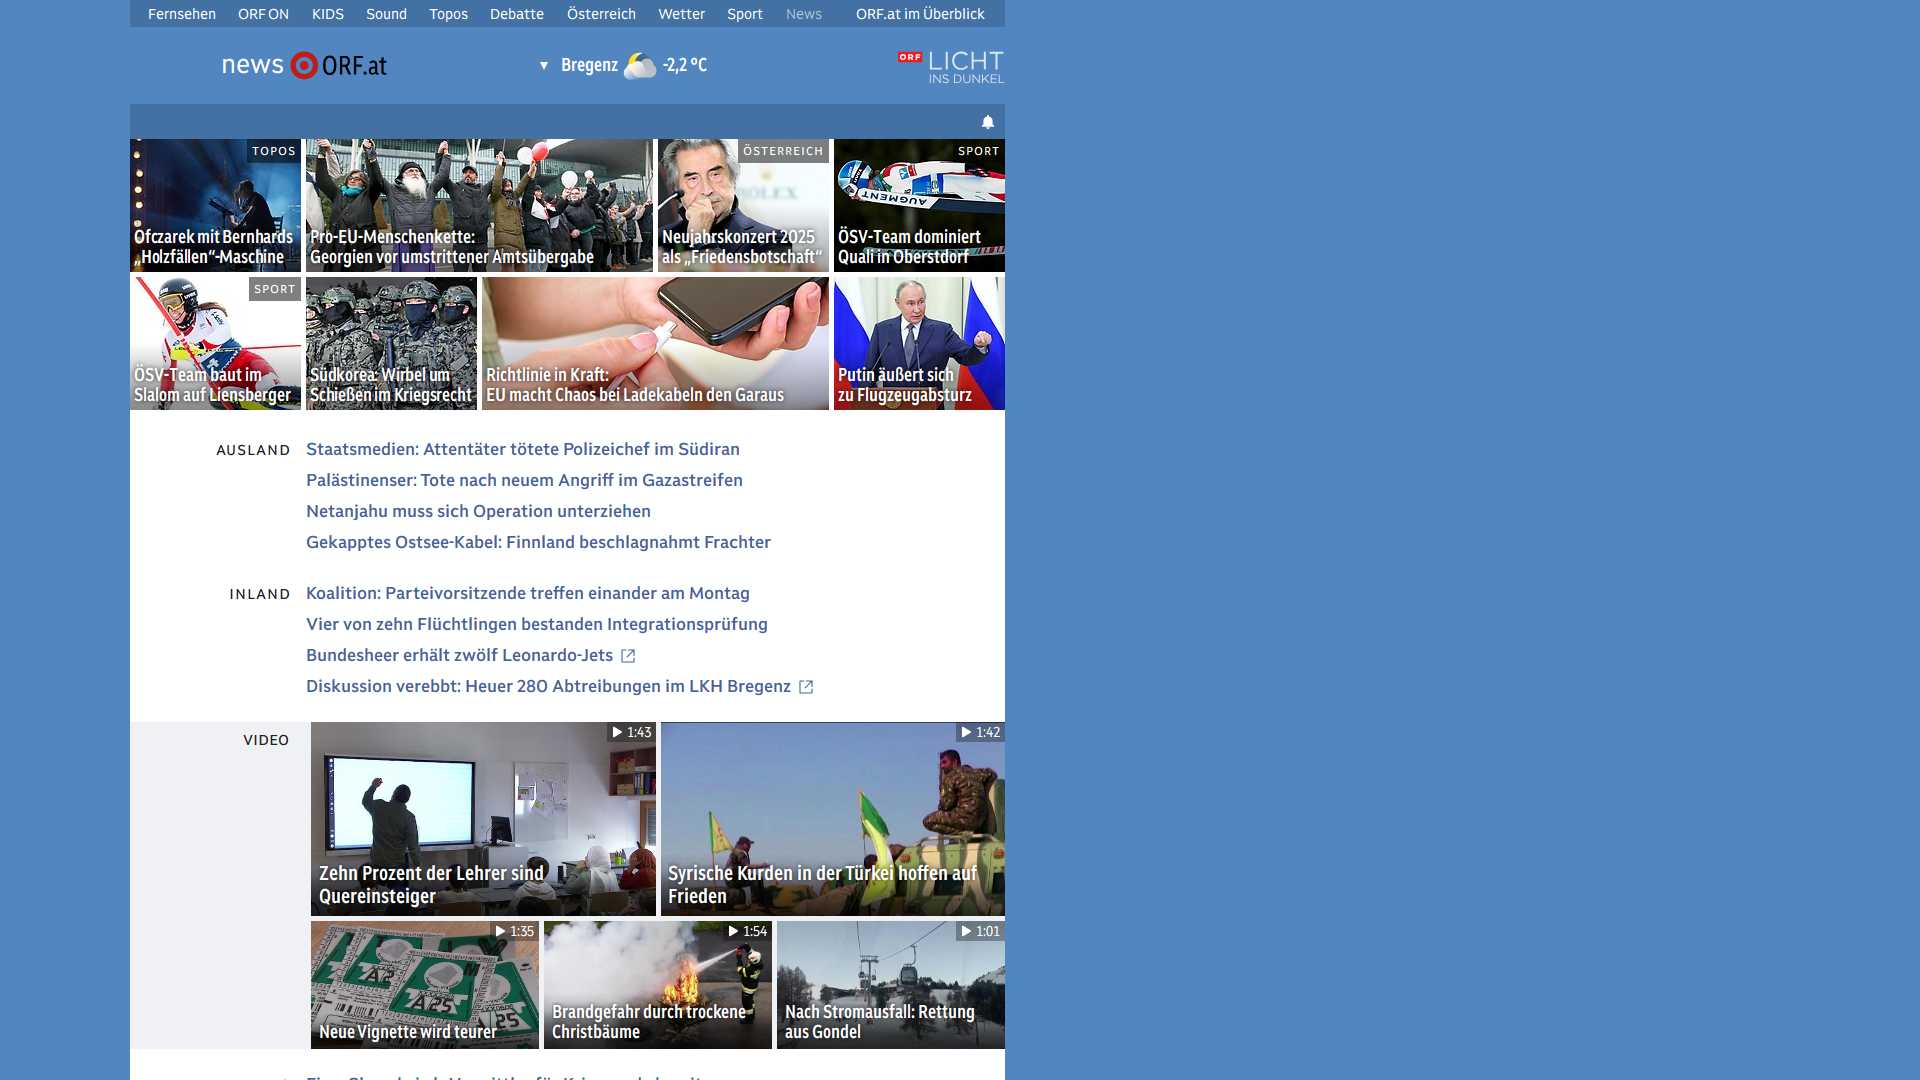 Fernsehen ORF ON KIDS Sound Topos Debatte Österreich Wetter Sport News ORF.at im Überblick
news ORF.at
▼ Bregenz -2,2 ºC
ORF LICHT
INS DUNKEL
TOPOS
Ofczarek mit Bernhards
„Holzfällen“-Maschine
Pro-EU-Menschenkette:
Georgien vor umstrittener Amtsübergabe
ÖSTERREICH
Neujahrskonzert 2025
als „Friedensbotschaft“
SPORT
AUGMENT
ÖSV-Team dominiert
Quali in Oberstdorf
SPORT
ÖSV-Team baut im
Slalom auf Liensberger
Südkorea: Wirbel um
Schießen im Kriegsrecht
Richtlinie in Kraft:
EU macht Chaos bei Ladekabeln den Garaus
Putin äußert sich
zu Flugzeugabsturz
AUSLAND
Staatsmedien: Attentäter tötete Polizeichef im Südiran
Palästinenser: Tote nach neuem Angriff im Gazastreifen
Netanjahu muss sich Operation unterziehen
Gekapptes Ostsee-Kabel: Finnland beschlagnahmt Frachter
INLAND
Koalition: Parteivorsitzende treffen einander am Montag
Vier von zehn Flüchtlingen bestanden Integrationsprüfung
Bundesheer erhält zwölf Leonardo-Jets
Diskussion verebbt: Heuer 280 Abtreibungen im LKH Bregenz
VIDEO
1:43
Zehn Prozent der Lehrer sind
Quereinsteiger
1:42
Syrische Kurden in der Türkei hoffen auf
Frieden
1:35
A2
M
A25
25
Neue Vignette wird teurer
1:54
Brandgefahr durch trockene
Christbäume
1:01
Nach Stromausfall: Rettung
aus Gondel